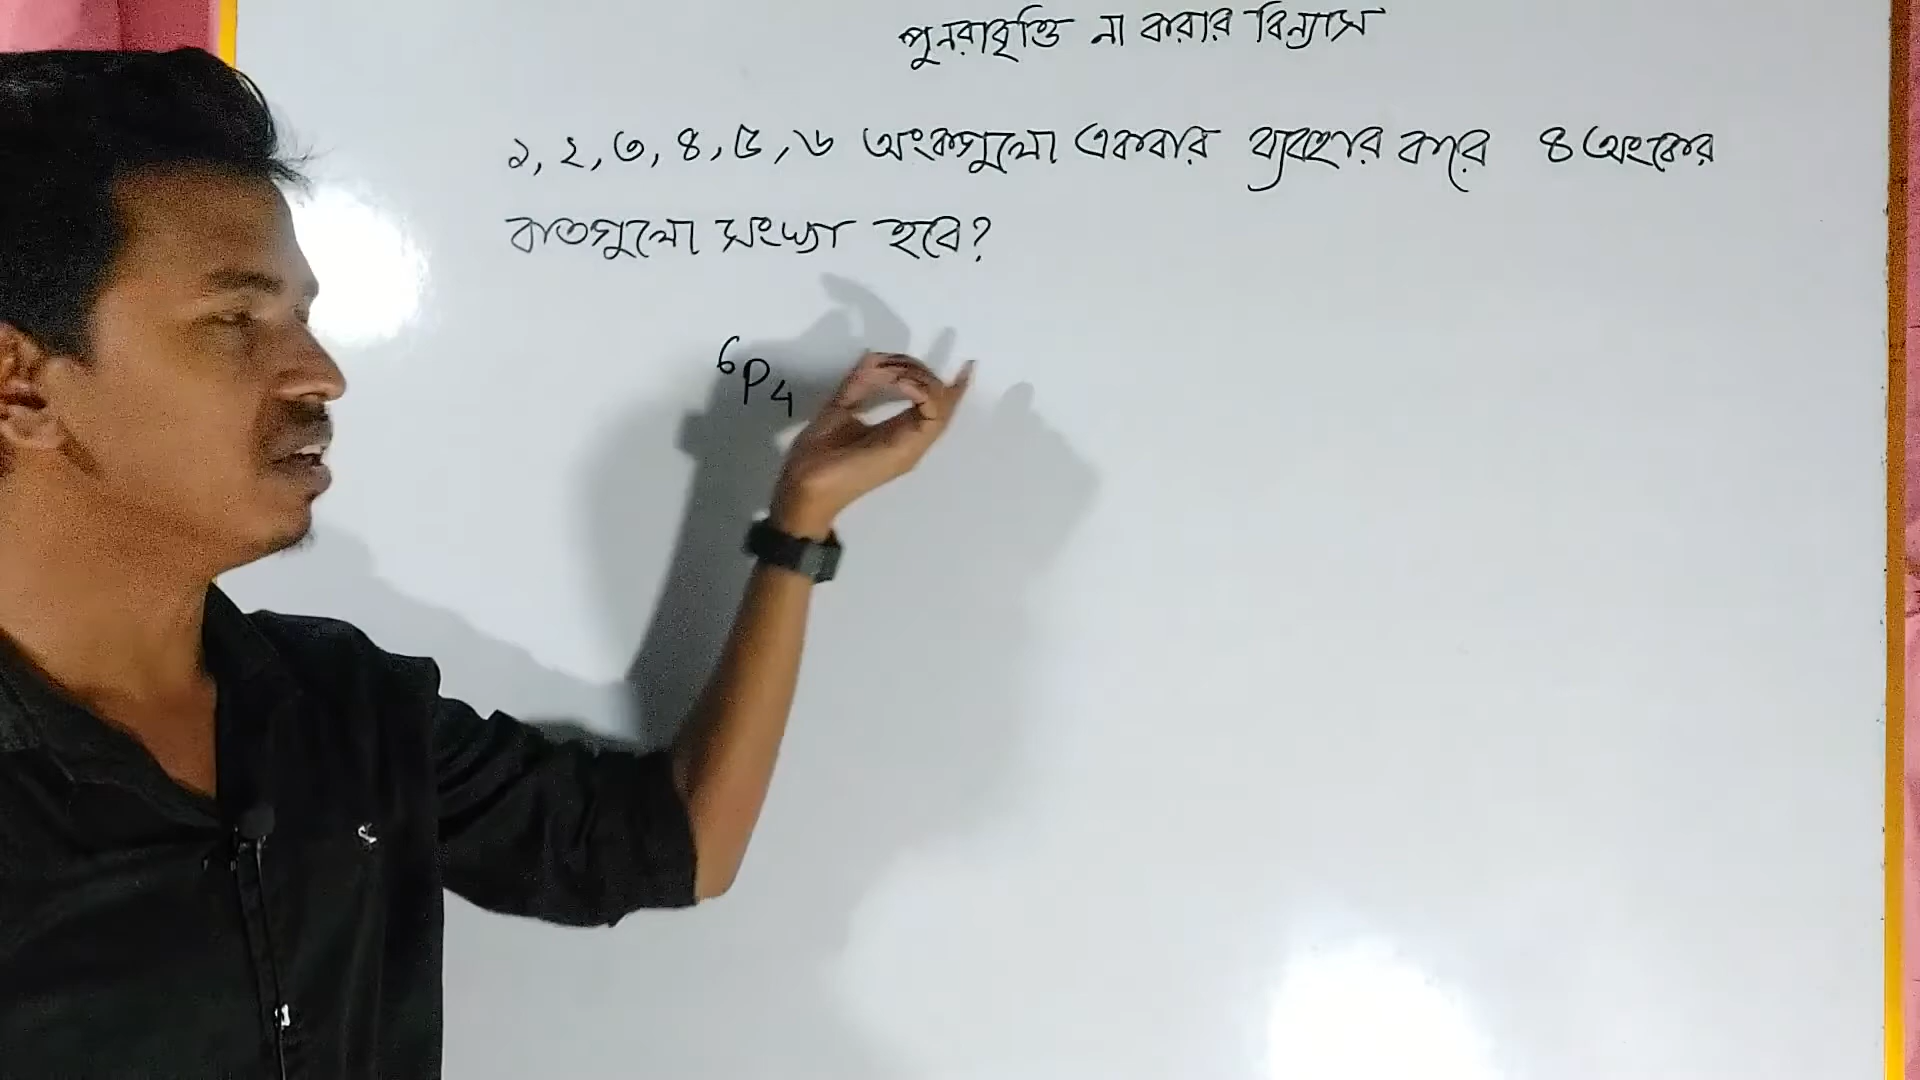 পুনরাবৃত্তি না করার বিন্যাস
১, ২, ৩, ৪, ৫, ৬ অংকগুলো একবার ব্যবহার করে ৪ অংকের
কতগুলো সংখ্যা হবে?
⁶P₄